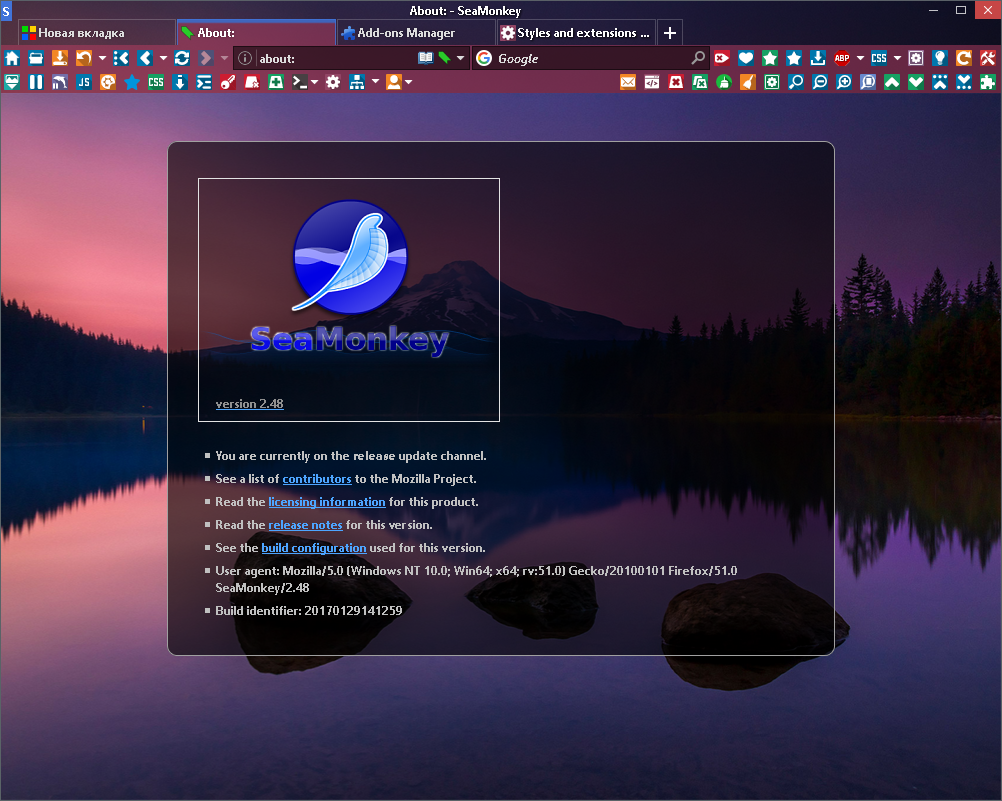 S
About: - SeaMonkey
Новая вкладка
About:
Add-ons Manager
Styles and extensions ...
about:
Google
ABP
CSS
JS
CSS
SeaMonkey
version 2.48
You are currently on the release update channel.
See a list of contributors to the Mozilla Project.
Read the licensing information for this product.
Read the release notes for this version.
See the build configuration used for this version.
User agent: Mozilla/5.0 (Windows NT 10.0; Win64; x64; rv:51.0) Gecko/20100101 Firefox/51.0
SeaMonkey/2.48
Build identifier: 20170129141259